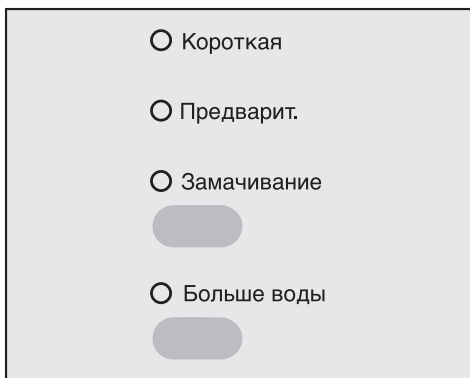 Короткая
Предварит.
Замачивание
Больше воды